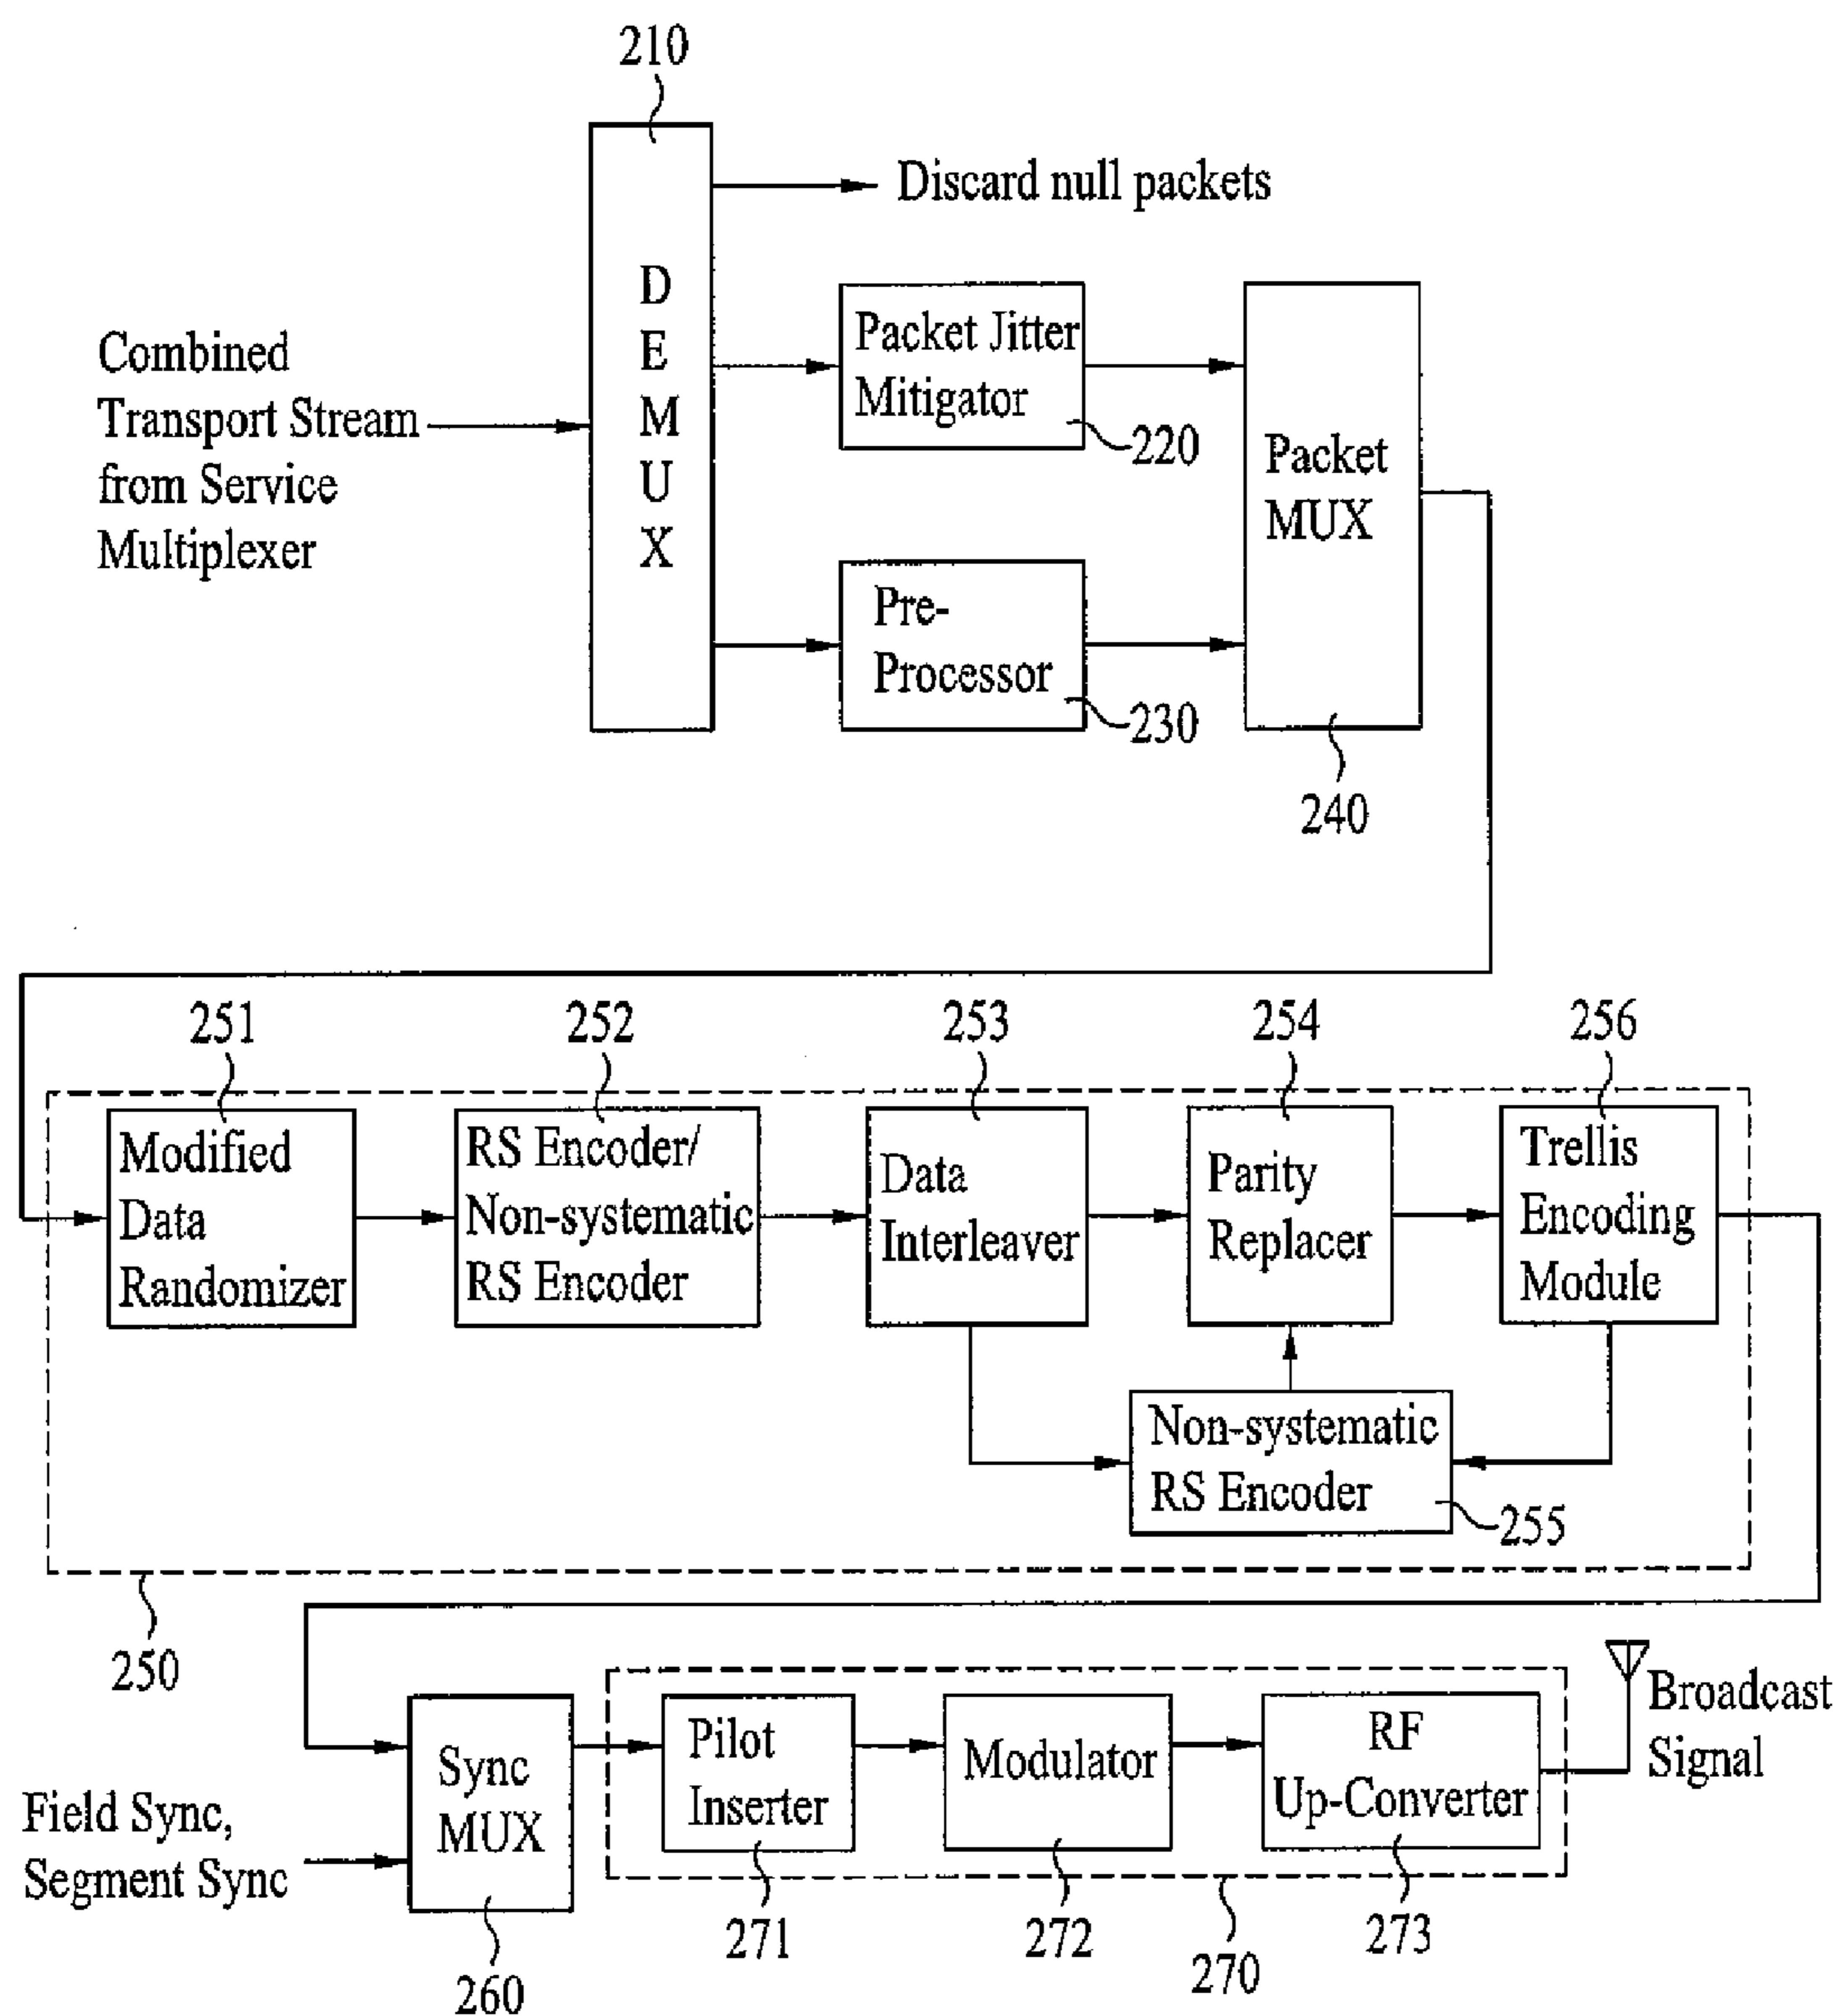 210
Discard null packets
D
E
M
U
X
Combined
Transport Stream
from Service
Multiplexer
Packet Jitter
Mitigator
220
Packet
MUX
Pre-
Processor
230
240
251
252
253
254
256
Modified
Data
Randomizer
RS Encoder/
Non-systematic
RS Encoder
Data
Interleaver
Parity
Replacer
Trellis
Encoding
Module
Non-systematic
RS Encoder
255
250
Sync
MUX
Pilot
Inserter
Modulator
RF
Up-Converter
Broadcast
Signal
Field Sync,
Segment Sync
260
271
272
270
273